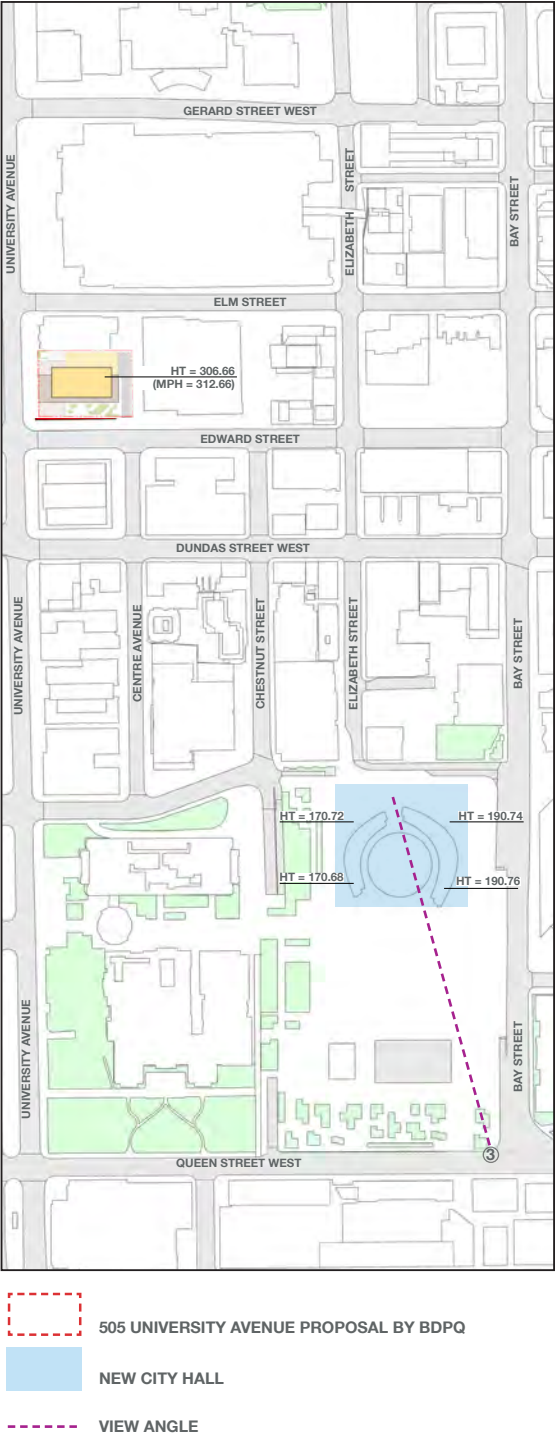 GERARD STREET WEST
UNIVERSITY AVENUE
ELIZABETH STREET
BAY STREET
ELM STREET
HT = 306.66
(MPH = 312.66)
EDWARD STREET
DUNDAS STREET WEST
UNIVERSITY AVENUE
CENTRE AVENUE
CHESTNUT STREET
ELIZABETH STREET
BAY STREET
HT = 170.72
HT = 190.74
HT = 170.68
HT = 190.76
UNIVERSITY AVENUE
BAY STREET
3
QUEEN STREET WEST
505 UNIVERSITY AVENUE PROPOSAL BY BDPQ
NEW CITY HALL
VIEW ANGLE